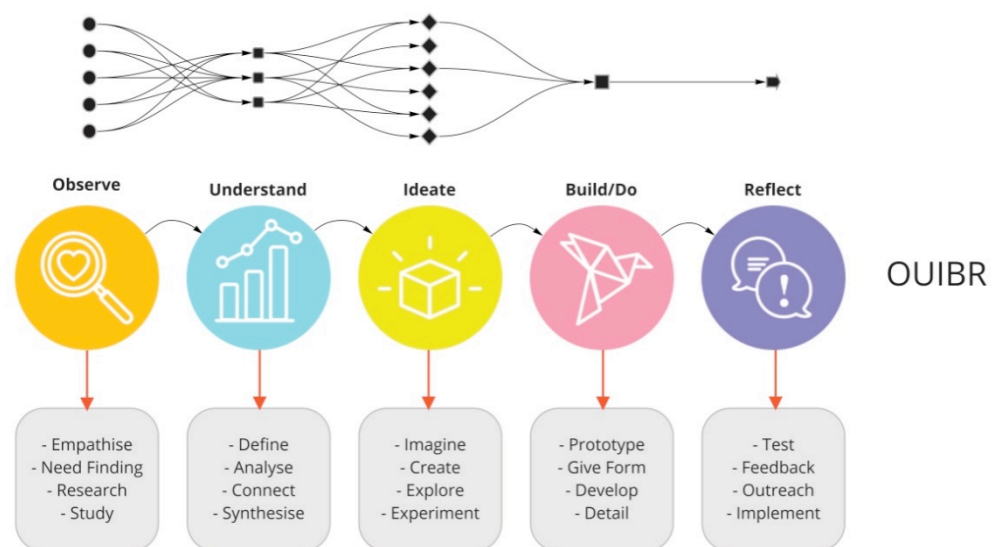 Observe
Understand
Ideate
Build/Do
Reflect
OUIBR
- Empathise
- Need Finding
- Research
- Study
- Define
- Analyse
- Connect
- Synthesise
- Imagine
- Create
- Explore
- Experiment
- Prototype
- Give Form
- Develop
- Detail
- Test
- Feedback
- Outreach
- Implement